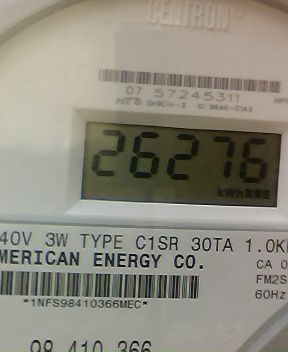 CENTRON®
07 57245311
26276
kWh
40V 3W TYPE C1SR 30TA 1.0K
MERICAN ENERGY CO.
CA 0
FM2S
60Hz
*1NFS98410366MEC*
98 410 366